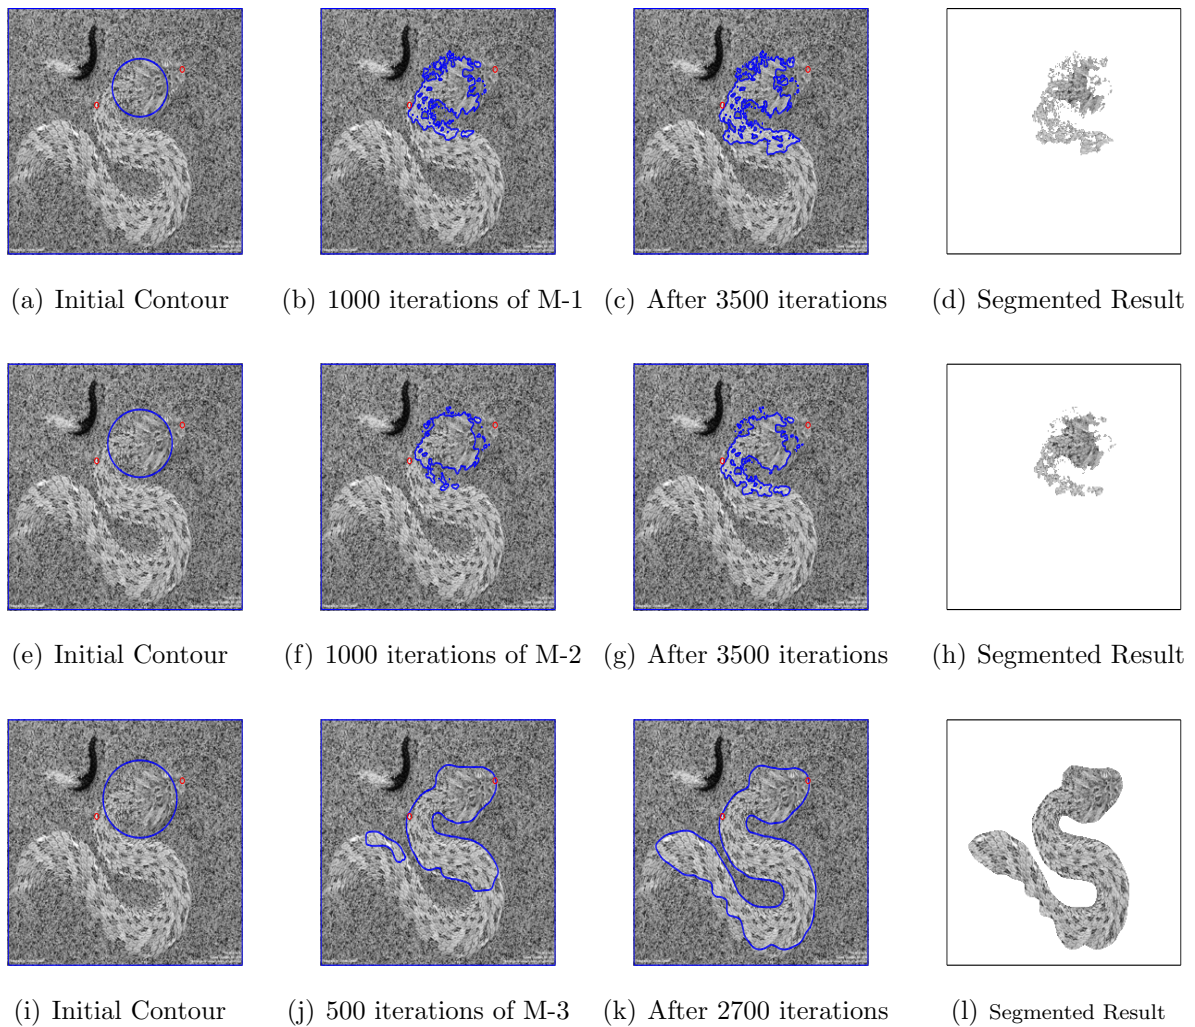 (a) Initial Contour (b) 1000 iterations of M-1 (c) After 3500 iterations (d) Segmented Result
(e) Initial Contour (f) 1000 iterations of M-2 (g) After 3500 iterations (h) Segmented Result
(i) Initial Contour (j) 500 iterations of M-3 (k) After 2700 iterations (l) Segmented Result